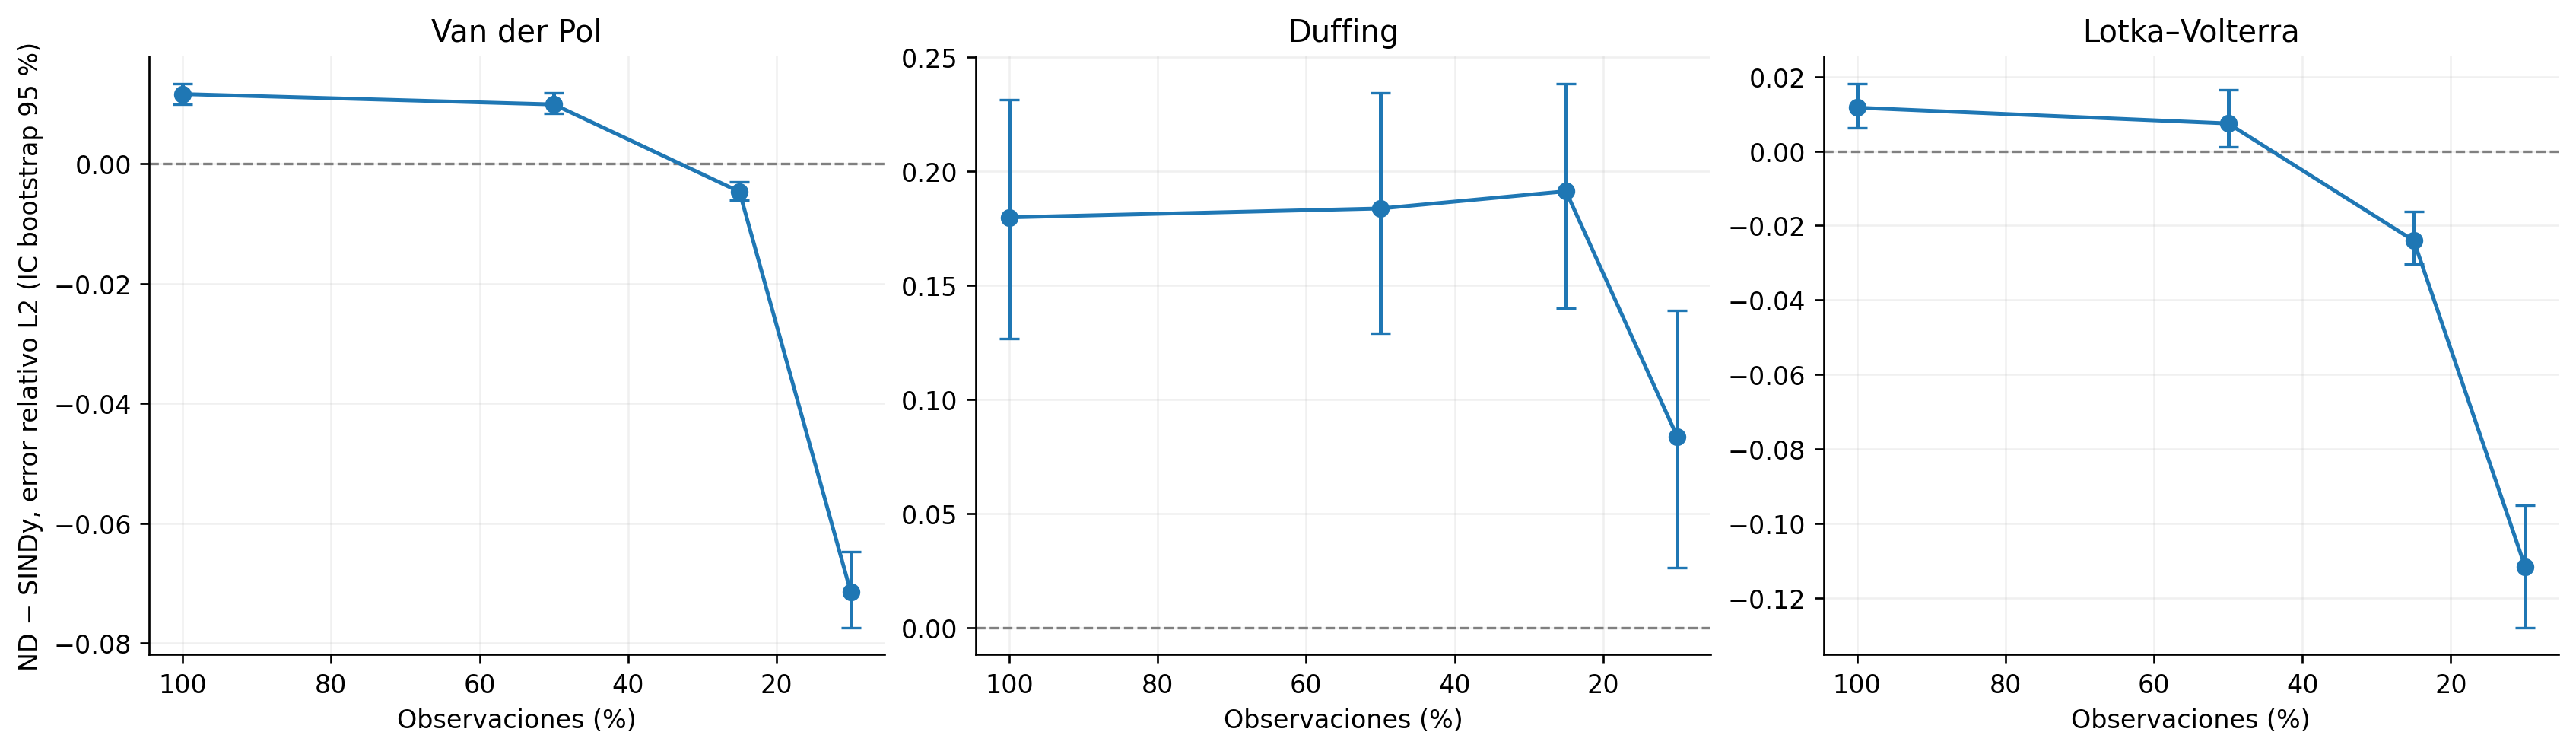 Van der Pol
Duffing
Lotka–Volterra
ND − SINDy, error relativo L2 (IC bootstrap 95 %)
0.00
−0.02
−0.04
−0.06
−0.08
100 80 60 40 20
Observaciones (%)
0.25
0.20
0.15
0.10
0.05
0.00
100 80 60 40 20
Observaciones (%)
0.02
0.00
−0.02
−0.04
−0.06
−0.08
−0.10
−0.12
100 80 60 40 20
Observaciones (%)